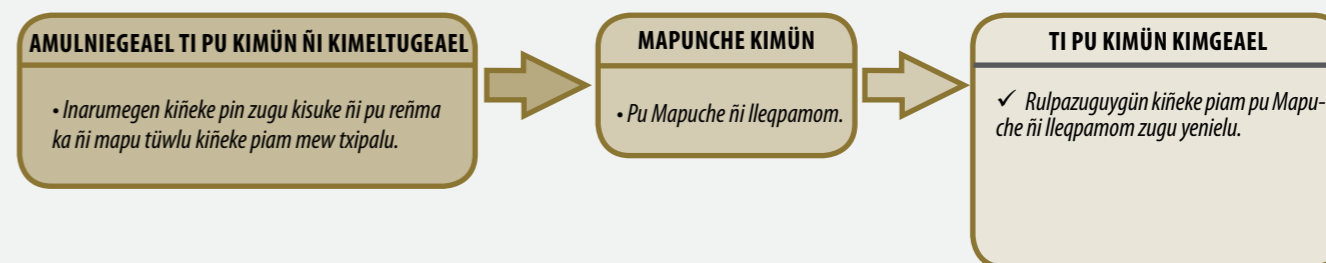 AMULNIEGEAEL TI PU KIMÜN ÑI KIMELTUGEAEL
• Inarumegen kiñeke pin zugu kisuke ñi pu reñma
ka ñi mapu tüwlu kiñeke piam mew txipalu.
MAPUNCHE KIMÜN
• Pu Mapuche ñi lleqpamom.
TI PU KIMÜN KIMGEAEL
✓ Rulpazuguygün kiñeke piam pu Mapu-
che ñi lleqpamom zugu yenielu.